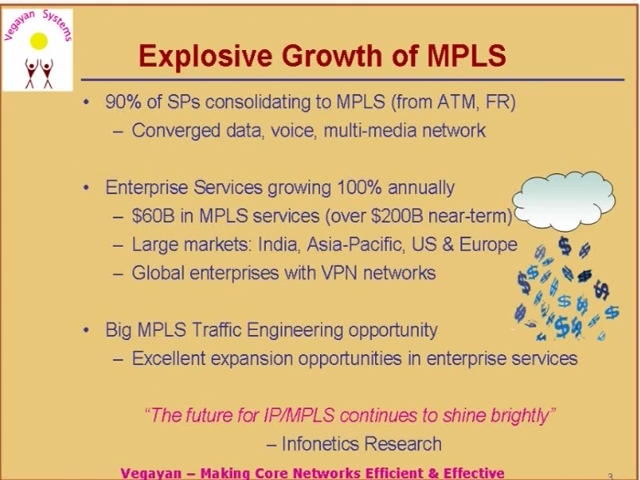 Vegayan Systems
Explosive Growth of MPLS
• 90% of SPs consolidating to MPLS (from ATM, FR)
– Converged data, voice, multi-media network
• Enterprise Services growing 100% annually
– $60B in MPLS services (over $200B near-term)
– Large markets: India, Asia-Pacific, US & Europe
– Global enterprises with VPN networks
• Big MPLS Traffic Engineering opportunity
– Excellent expansion opportunities in enterprise services
“The future for IP/MPLS continues to shine brightly”
– Infonetics Research
Vegayan – Making Core Networks Efficient & Effective
3